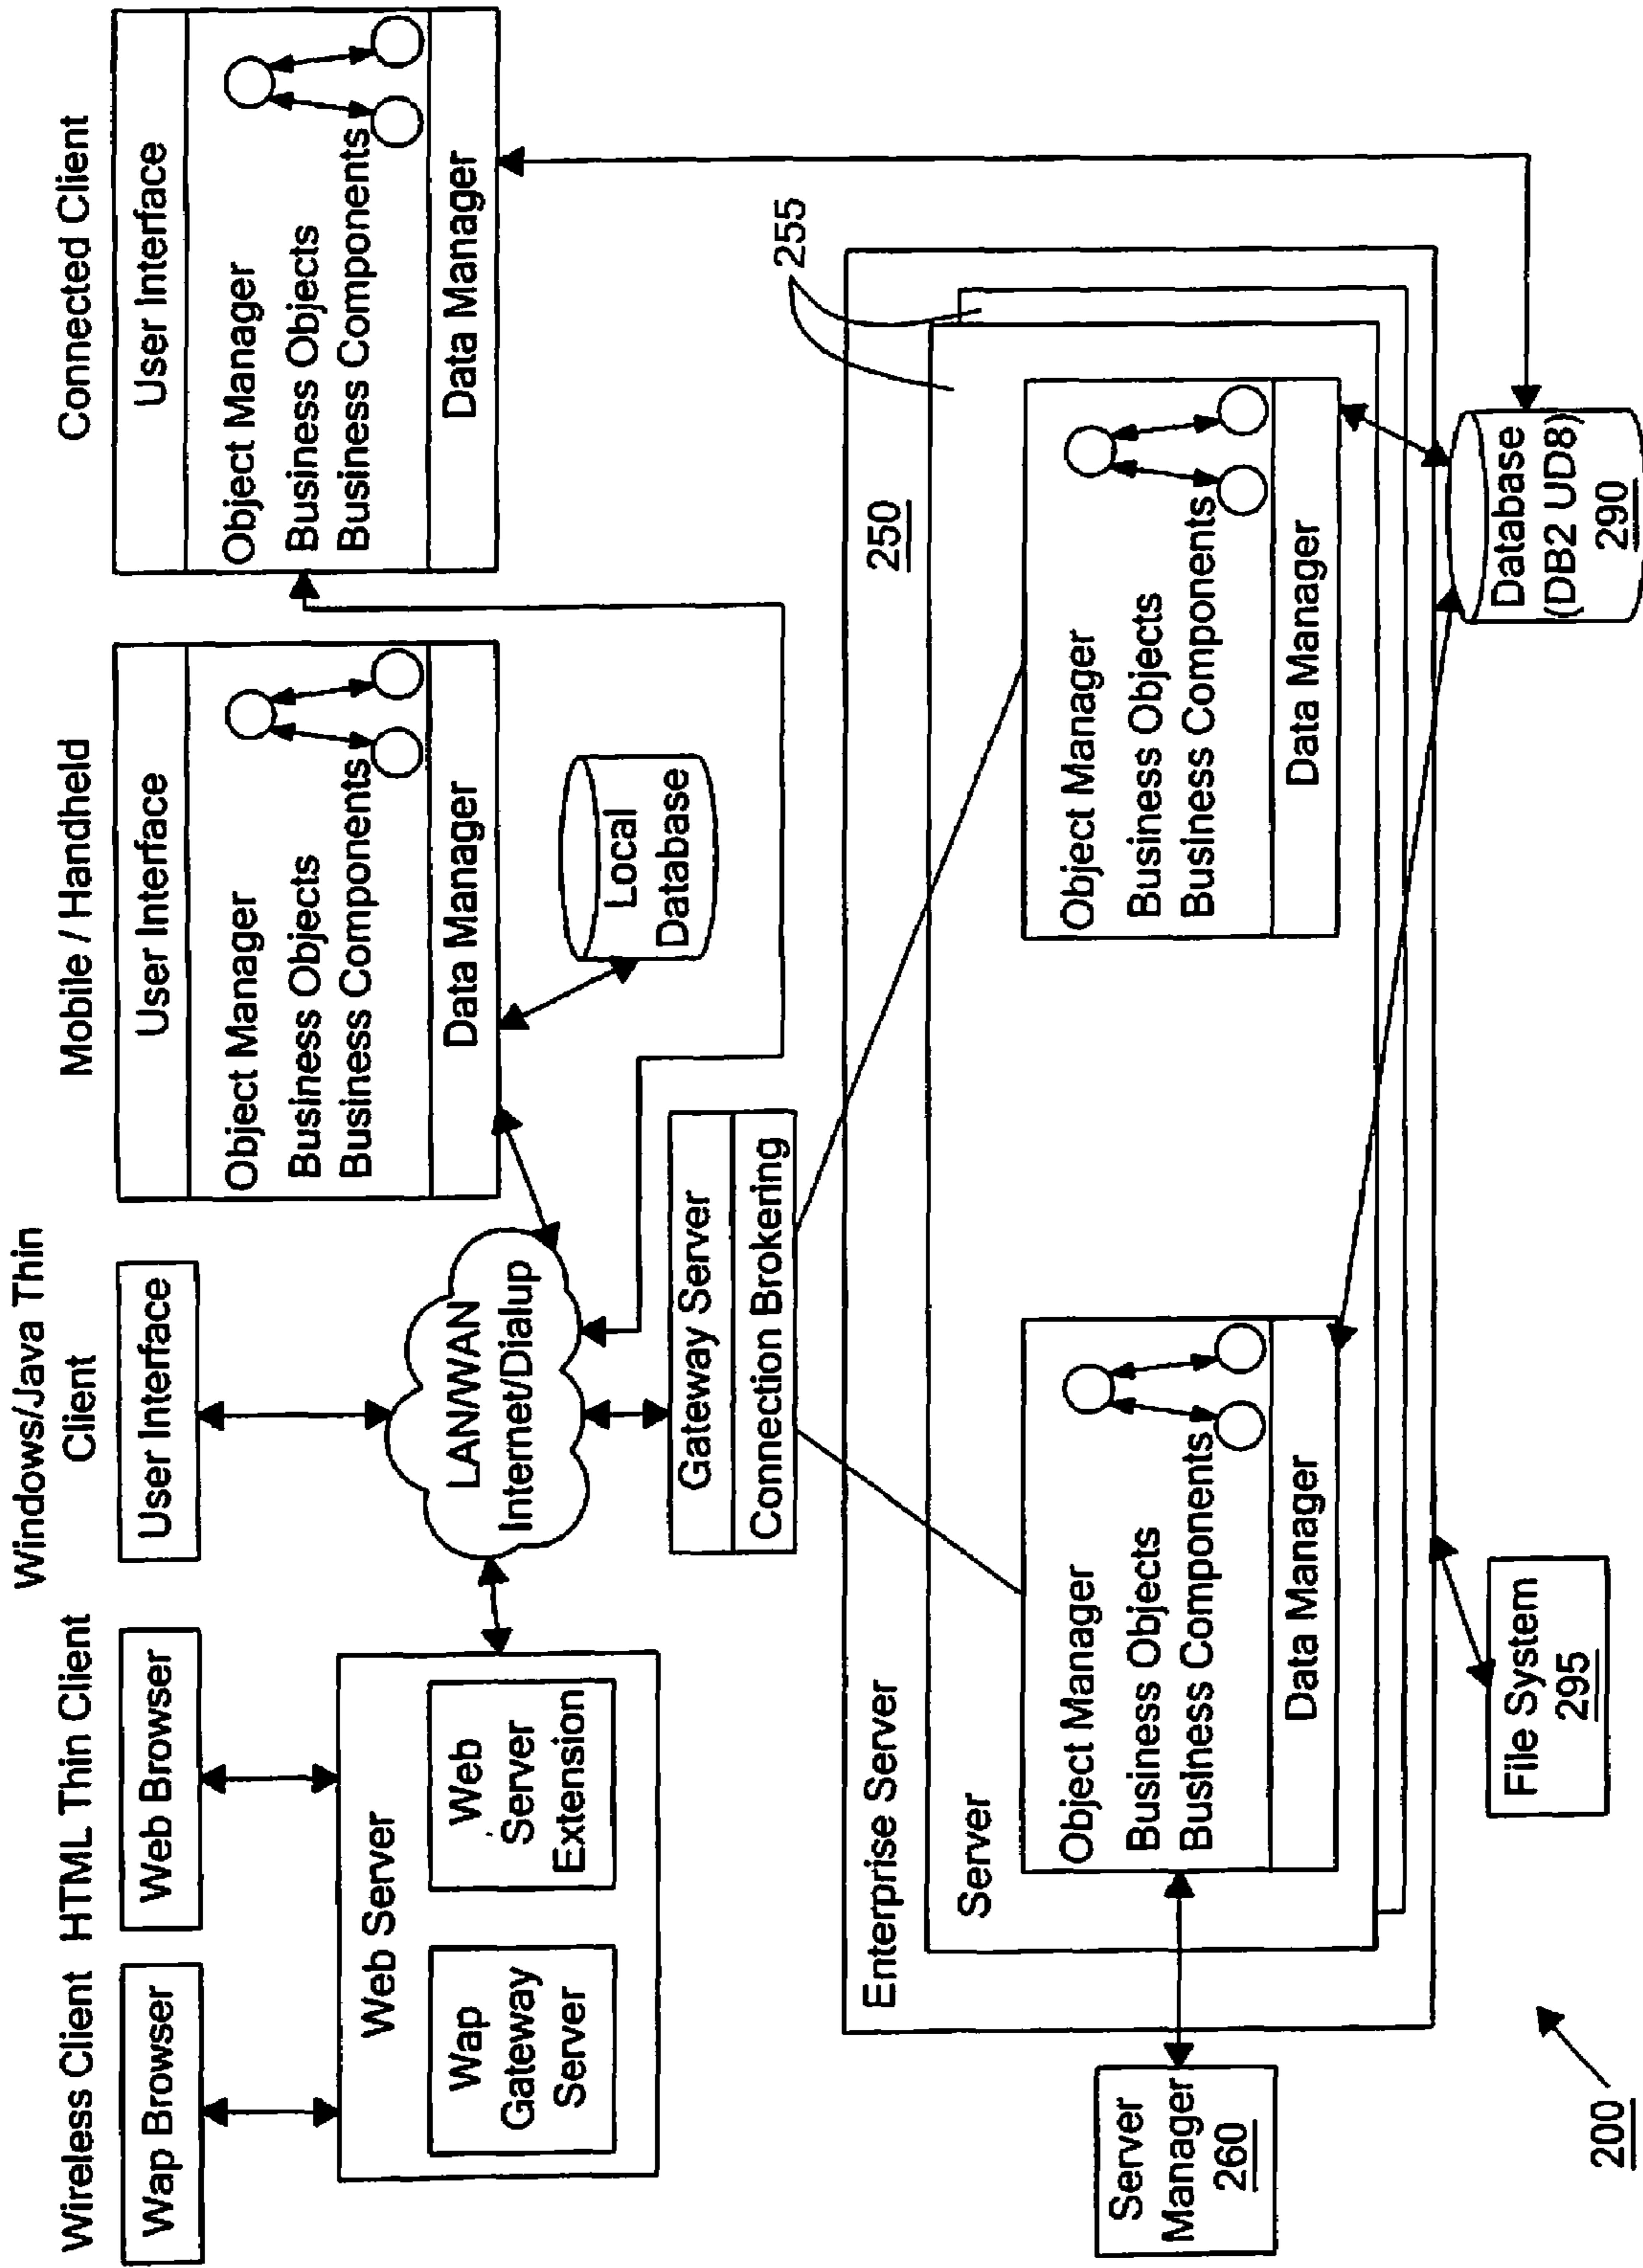 Wireless Client
HTML Thin Client
Windows/Java Thin
Client
Mobile / Handheld
Connected Client
Wap Browser
Web Browser
User Interface
User Interface
Object Manager
Business Objects
Business Components
Data Manager
User Interface
Object Manager
Business Objects
Business Components
Data Manager
Web Server
Wap
Gateway
Server
Web
Server
Extension
LAN/WAN
Internet/Dialup
Local
Database
Gateway Server
Connection Brokering
Enterprise Server
250
255
Server
Object Manager
Business Objects
Business Components
Data Manager
Object Manager
Business Objects
Business Components
Data Manager
Server
Manager
260
File System
295
Database
(DB2 UD8)
290
200